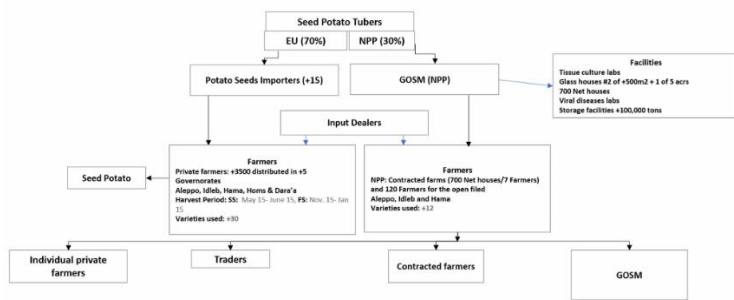 Seed Potato Tubers
EU (70%)
NPP (30%)
Potato Seeds Importers (+15)
GOSM (NPP)
Facilities
Tissue culture labs
Glass houses #2 of +500m2 + 1 of 5 acrs
700 Net houses
Viral diseases labs
Storage facilities +100,000 tons
Input Dealers
Seed Potato
Farmers
Private farmers: +3500 distributed in +5
Governorates
Aleppo, Idleb, Hama, Homs & Dara'a
Harvest Period: SS: May 15- June 15, FS: Nov. 15- Jan
15
Varieties used: +30
Farmers
NPP: Contracted farms (700 Net houses/7 Farmers)
and 120 Farmers for the open filed
Aleppo, Idleb and Hama
Varieties used: +12
Individual private
farmers
Traders
Contracted farmers
GOSM